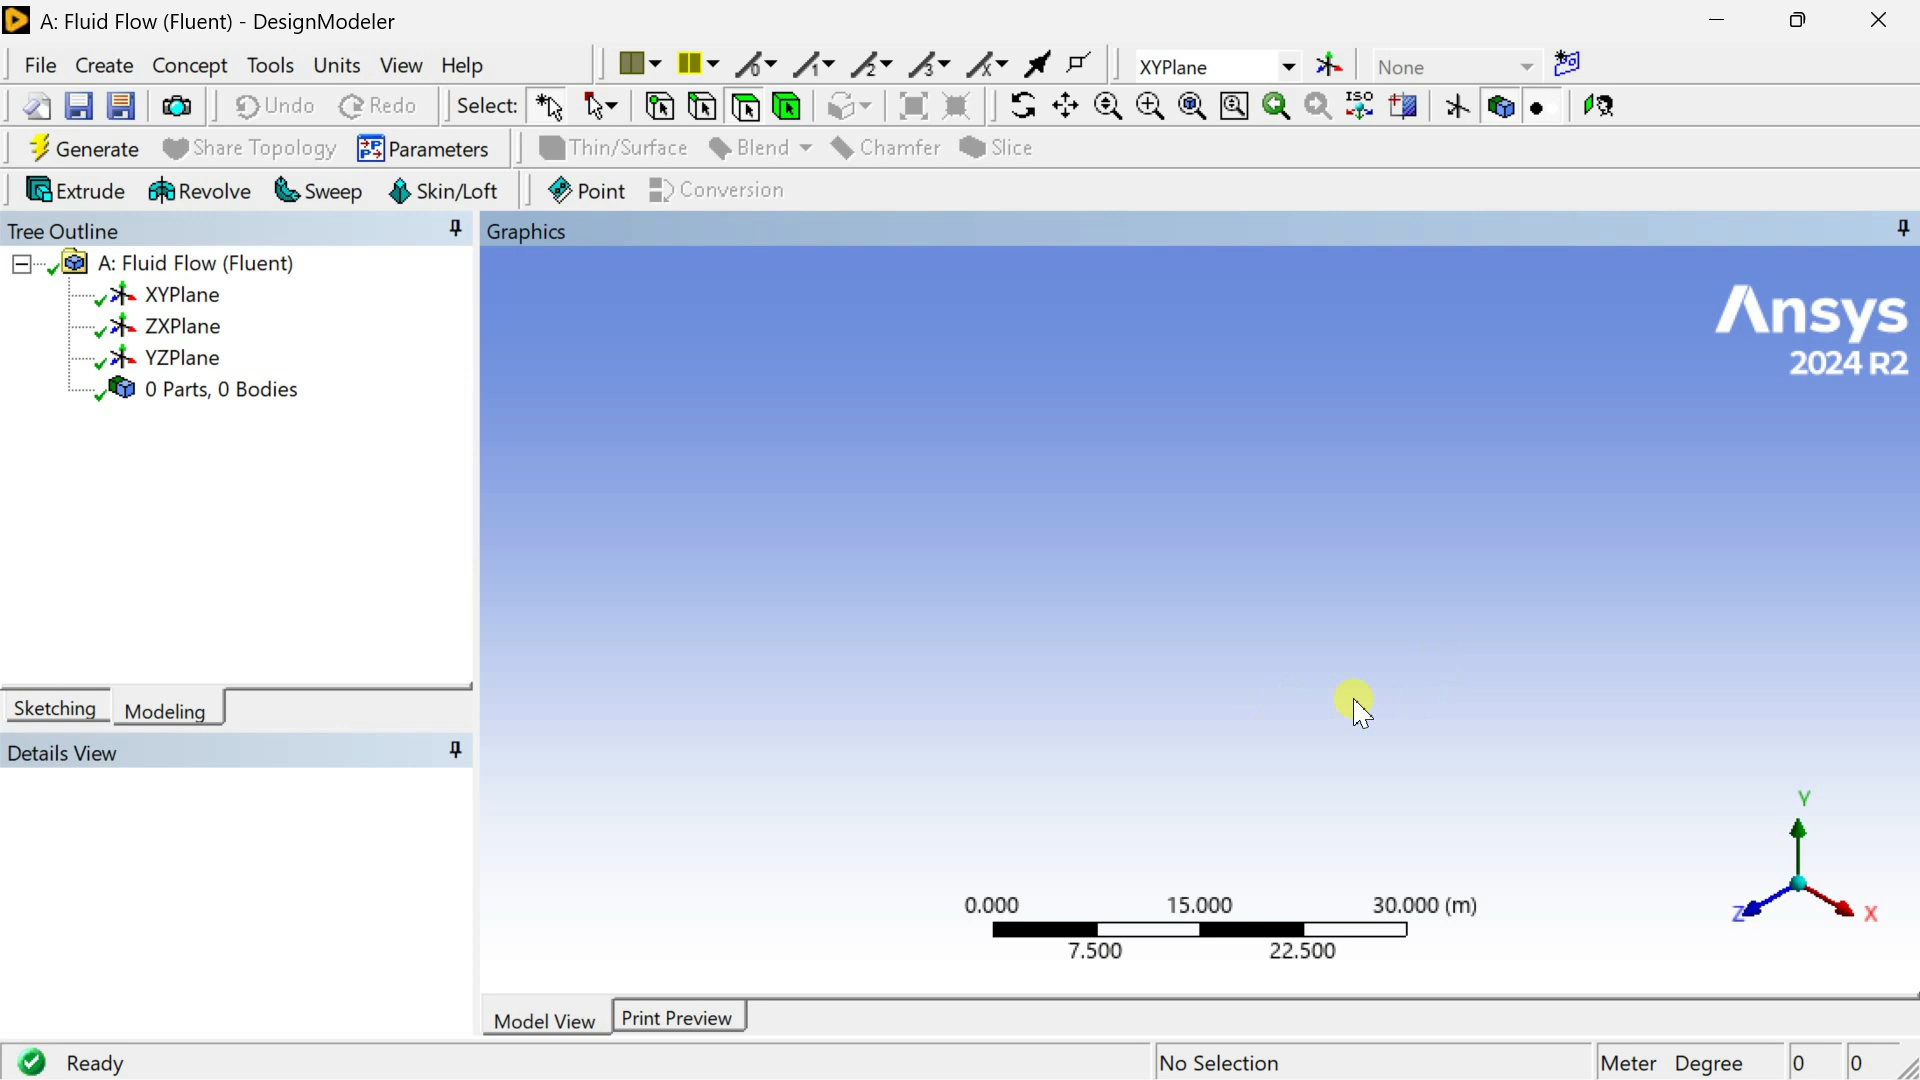 A: Fluid Flow (Fluent) - DesignModeler
File Create Concept Tools Units View Help
XYPlane
None
Undo Redo Select:
ISO
Generate Share Topology Parameters Thin/Surface Blend Chamfer Slice
Extrude Revolve Sweep Skin/Loft Point Conversion
Tree Outline
Graphics
A: Fluid Flow (Fluent)
XYPlane
ZXPlane
YZPlane
0 Parts, 0 Bodies
Ansys
2024 R2
Sketching Modeling
Details View
Y
Z X
0.000 15.000 30.000 (m)
7.500 22.500
Model View Print Preview
Ready
No Selection
Meter Degree 0 0